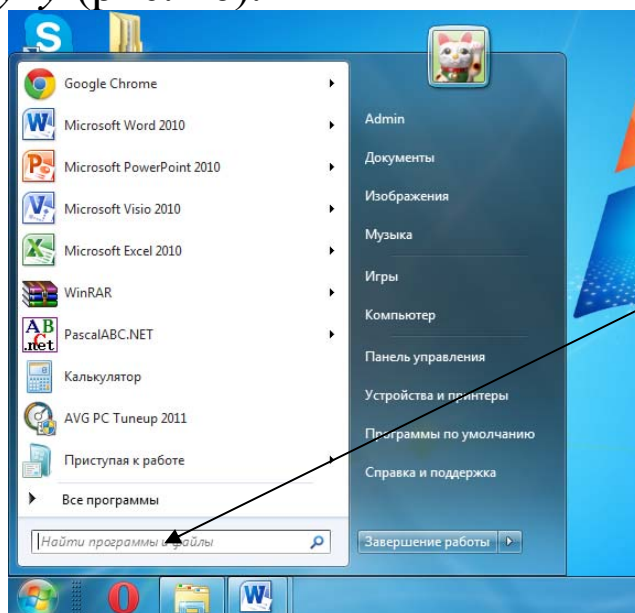 Google Chrome
Microsoft Word 2010
Microsoft PowerPoint 2010
Microsoft Visio 2010
Microsoft Excel 2010
WinRAR
PascalABC.NET
Калькулятор
AVG PC Tuneup 2011
Приступая к работе
Все программы
Найти программы и файлы
Admin
Документы
Изображения
Музыка
Игры
Компьютер
Панель управления
Устройства и принтеры
Программы по умолчанию
Справка и поддержка
Завершение работы